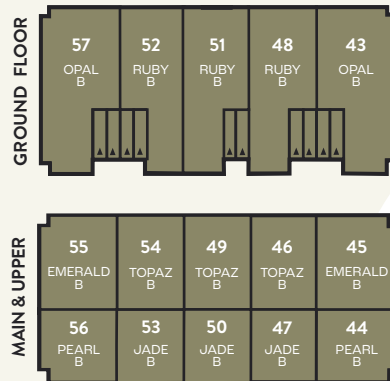 GROUND FLOOR
57 52 51 48 43
OPAL RUBY RUBY RUBY OPAL
B B B B B
MAIN & UPPER
55 54 49 46 45
EMERALD TOPAZ TOPAZ TOPAZ EMERALD
B B B B B
56 53 50 47 44
PEARL JADE JADE JADE PEARL
B B B B B